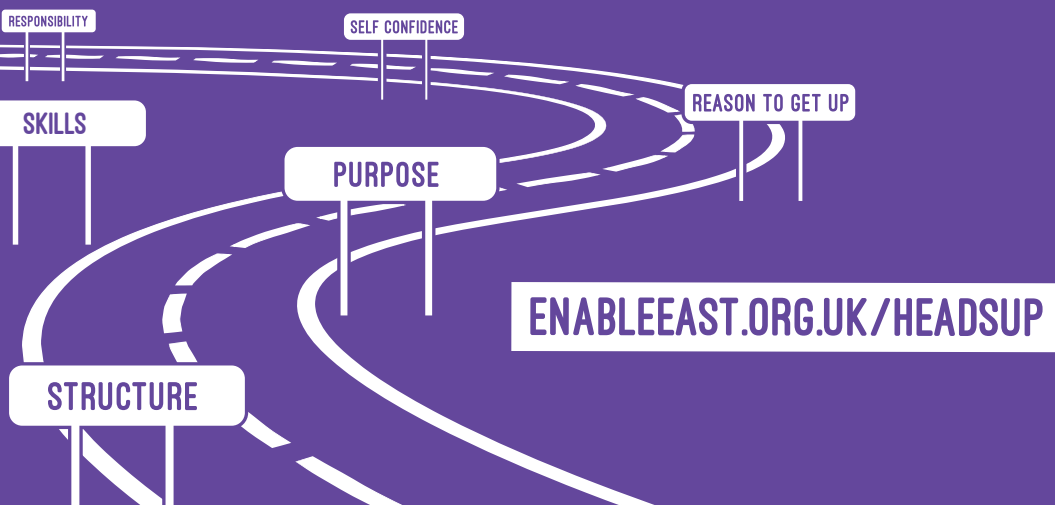 RESPONSIBILITY
SELF CONFIDENCE
REASON TO GET UP
SKILLS
PURPOSE
ENABLEEAST.ORG.UK/HEADSUP
STRUCTURE